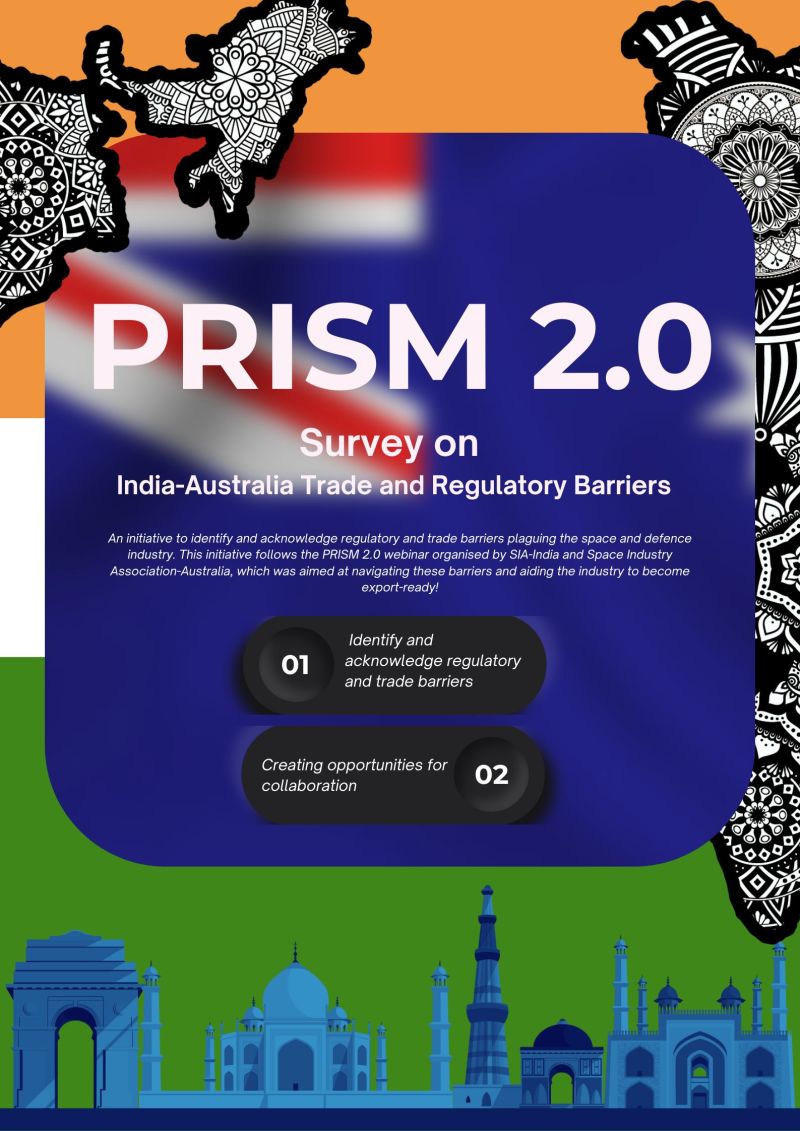 PRISM 2.0
Survey on
India-Australia Trade and Regulatory Barriers
An initiative to identify and acknowledge regulatory and trade barriers plaguing the space and defence
industry. This initiative follows the PRISM 2.0 webinar organised by SIA-India and Space Industry
Association-Australia, which was aimed at navigating these barriers and aiding the industry to become
export-ready!
01
Identify and
acknowledge regulatory
and trade barriers
Creating opportunities for
collaboration
02